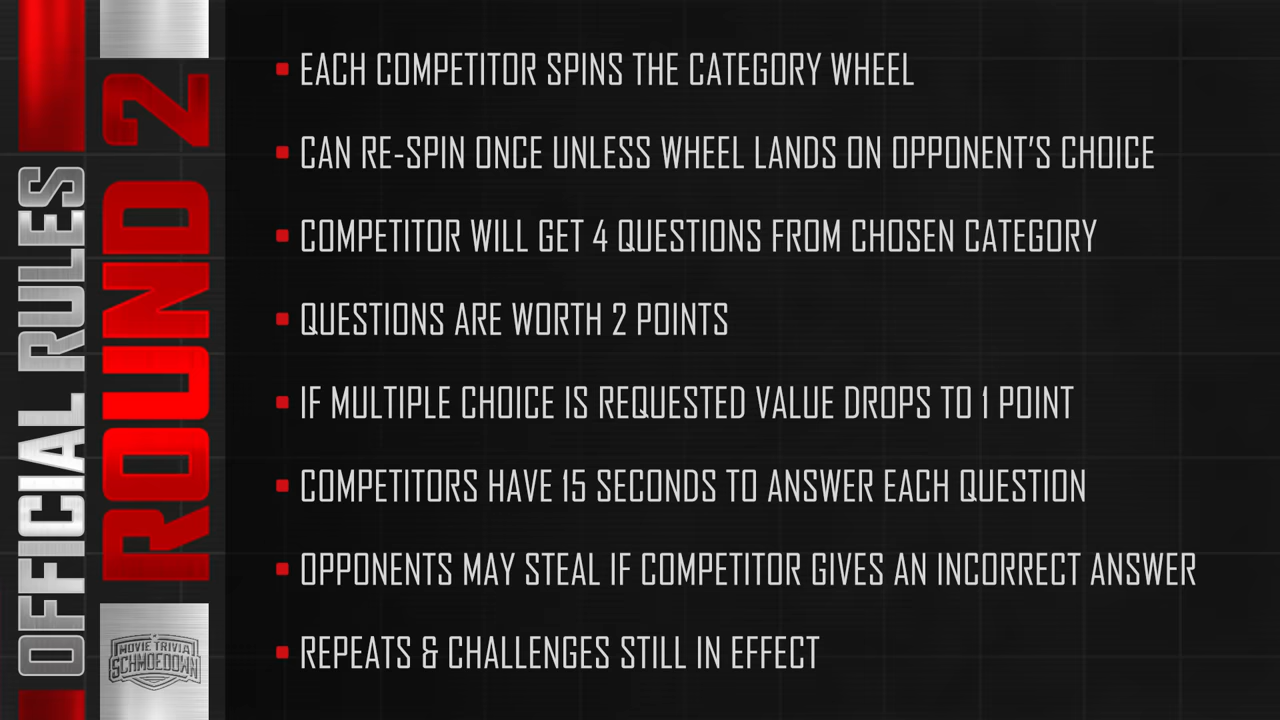 OFFICIAL RULES
ROUND 2
EACH COMPETITOR SPINS THE CATEGORY WHEEL
CAN RE-SPIN ONCE UNLESS WHEEL LANDS ON OPPONENT'S CHOICE
COMPETITOR WILL GET 4 QUESTIONS FROM CHOSEN CATEGORY
QUESTIONS ARE WORTH 2 POINTS
IF MULTIPLE CHOICE IS REQUESTED VALUE DROPS TO 1 POINT
COMPETITORS HAVE 15 SECONDS TO ANSWER EACH QUESTION
OPPONENTS MAY STEAL IF COMPETITOR GIVES AN INCORRECT ANSWER
REPEATS & CHALLENGES STILL IN EFFECT
MOVIE TRIVIA
SCHMOEDOWN